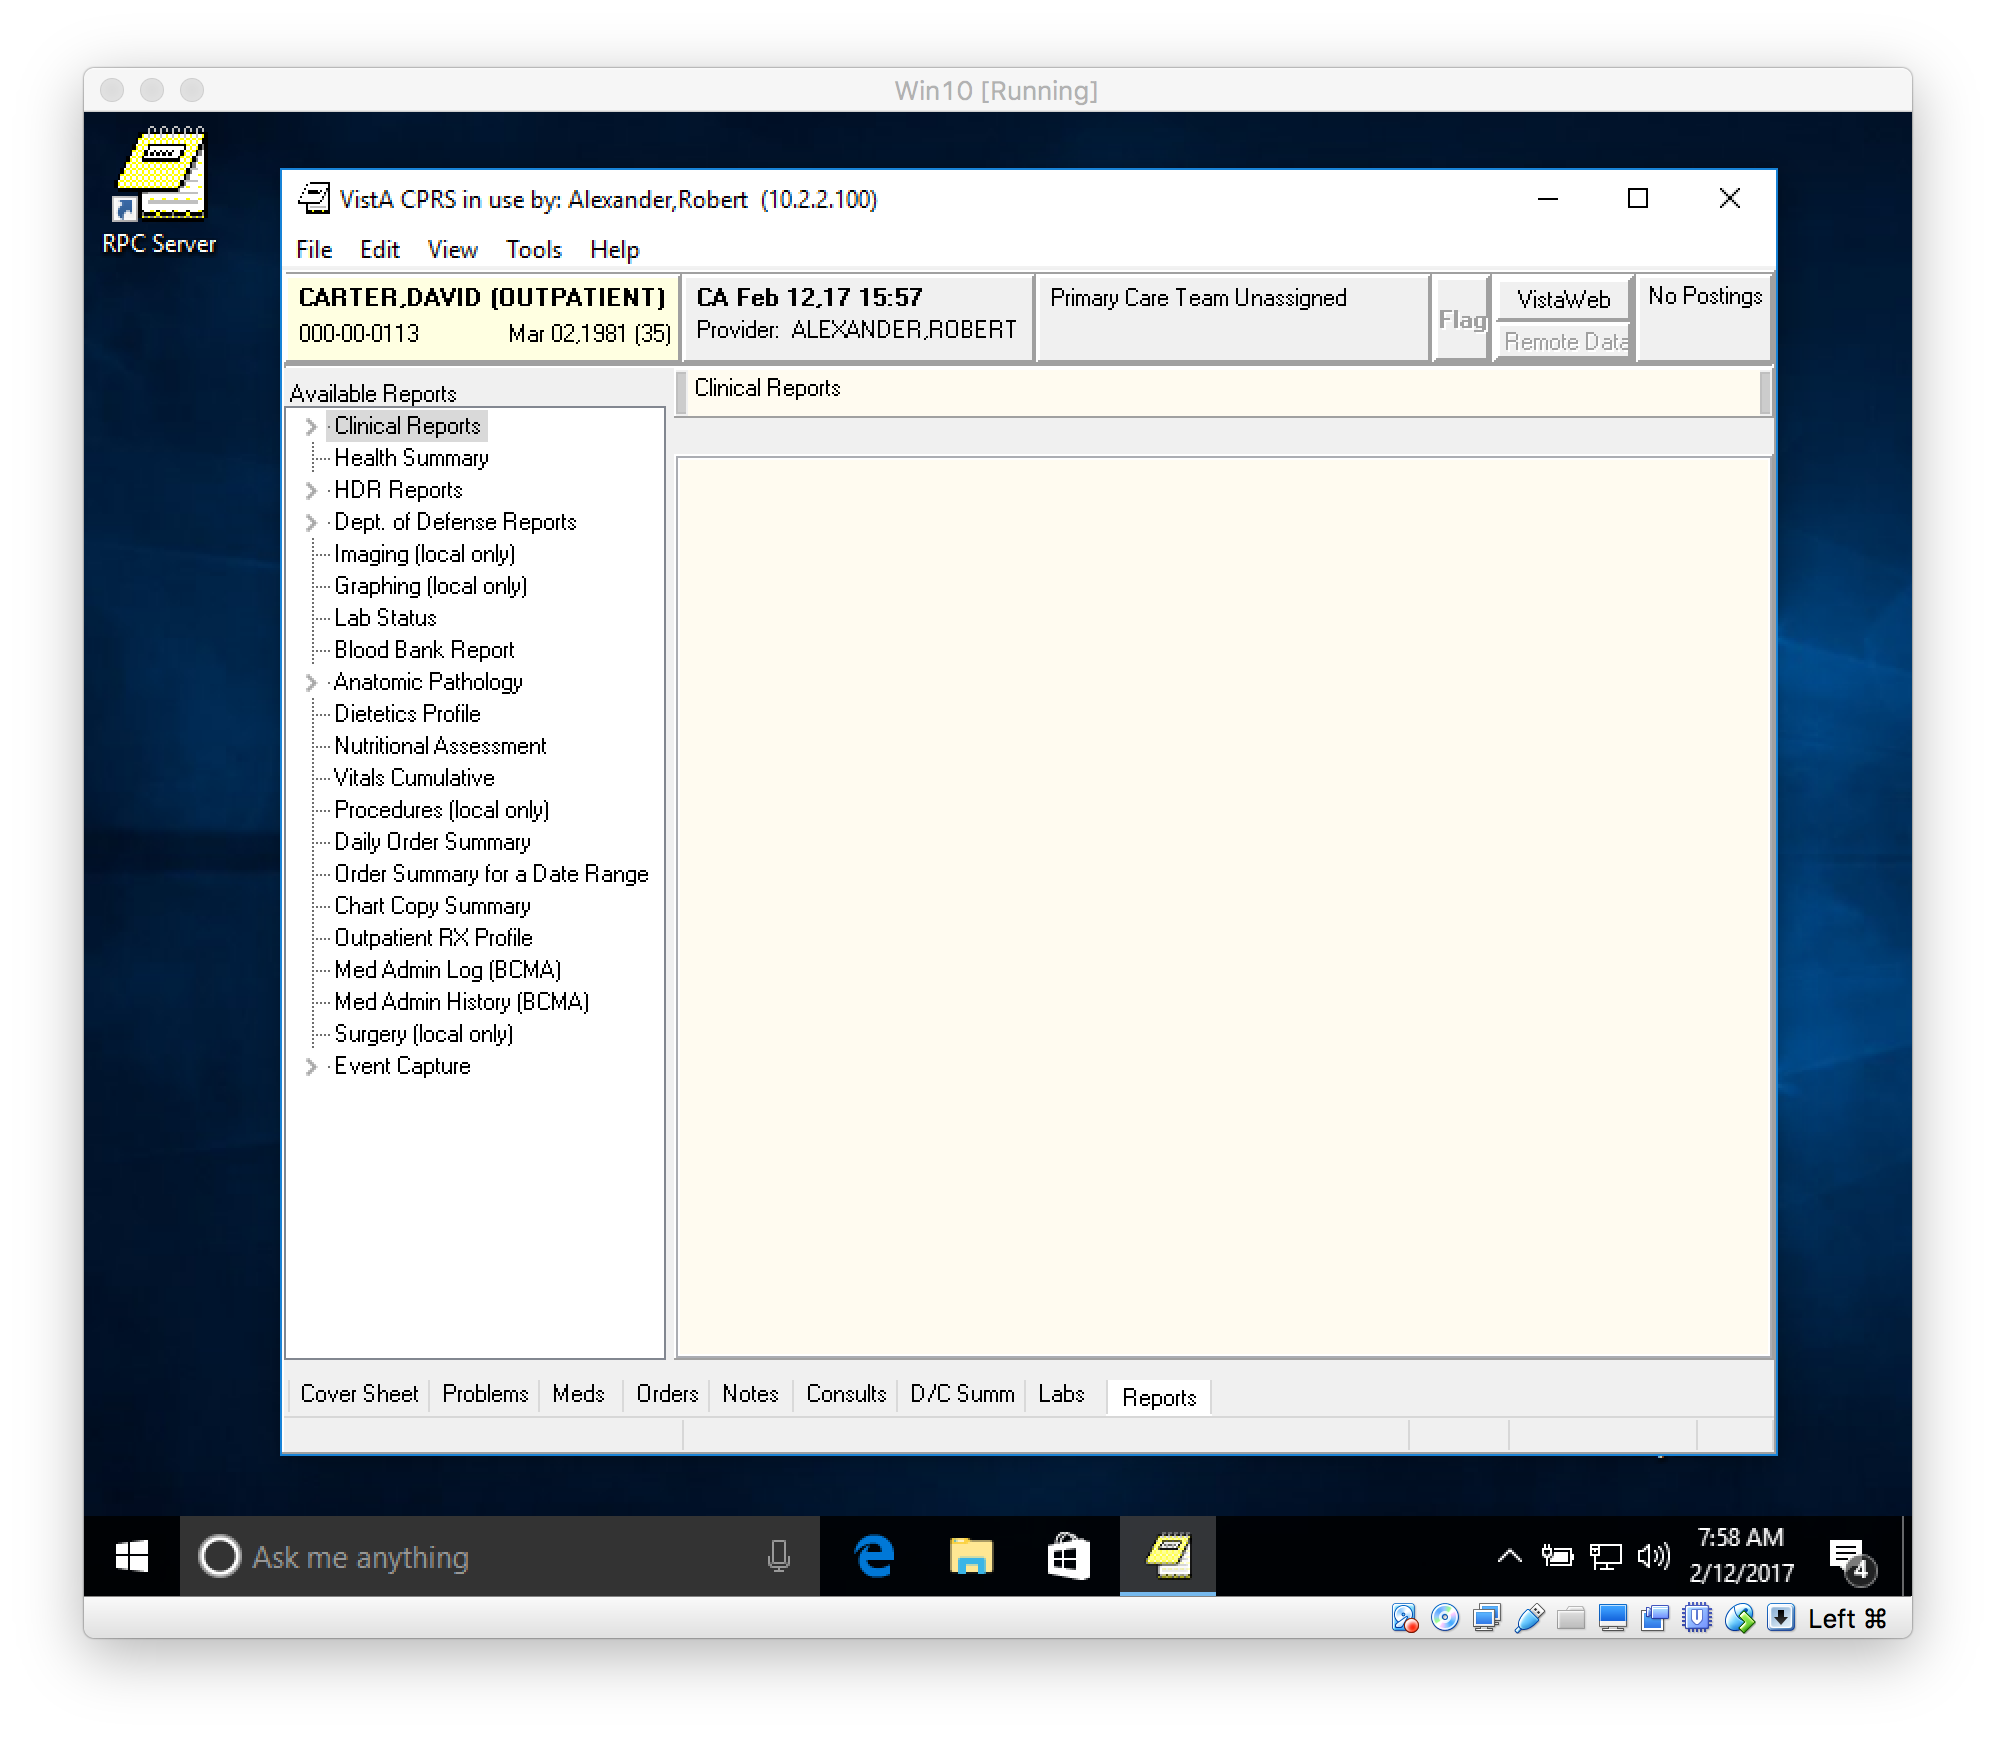 Win10 [Running]
RPC Server
VistA CPRS in use by: Alexander,Robert (10.2.2.100)
File Edit View Tools Help
CARTER,DAVID (OUTPATIENT)
000-00-0113 Mar 02,1981 (35)
CA Feb 12,17 15:57
Provider: ALEXANDER,ROBERT
Primary Care Team Unassigned
Flag
VistaWeb
Remote Data
No Postings
Available Reports
Clinical Reports
Health Summary
HDR Reports
Dept. of Defense Reports
Imaging (local only)
Graphing (local only)
Lab Status
Blood Bank Report
Anatomic Pathology
Dietetics Profile
Nutritional Assessment
Vitals Cumulative
Procedures (local only)
Daily Order Summary
Order Summary for a Date Range
Chart Copy Summary
Outpatient RX Profile
Med Admin Log (BCMA)
Med Admin History (BCMA)
Surgery (local only)
Event Capture
Clinical Reports
Cover Sheet Problems Meds Orders Notes Consults D/C Summ Labs Reports
Ask me anything
7:58 AM
2/12/2017
4
Left ⌘